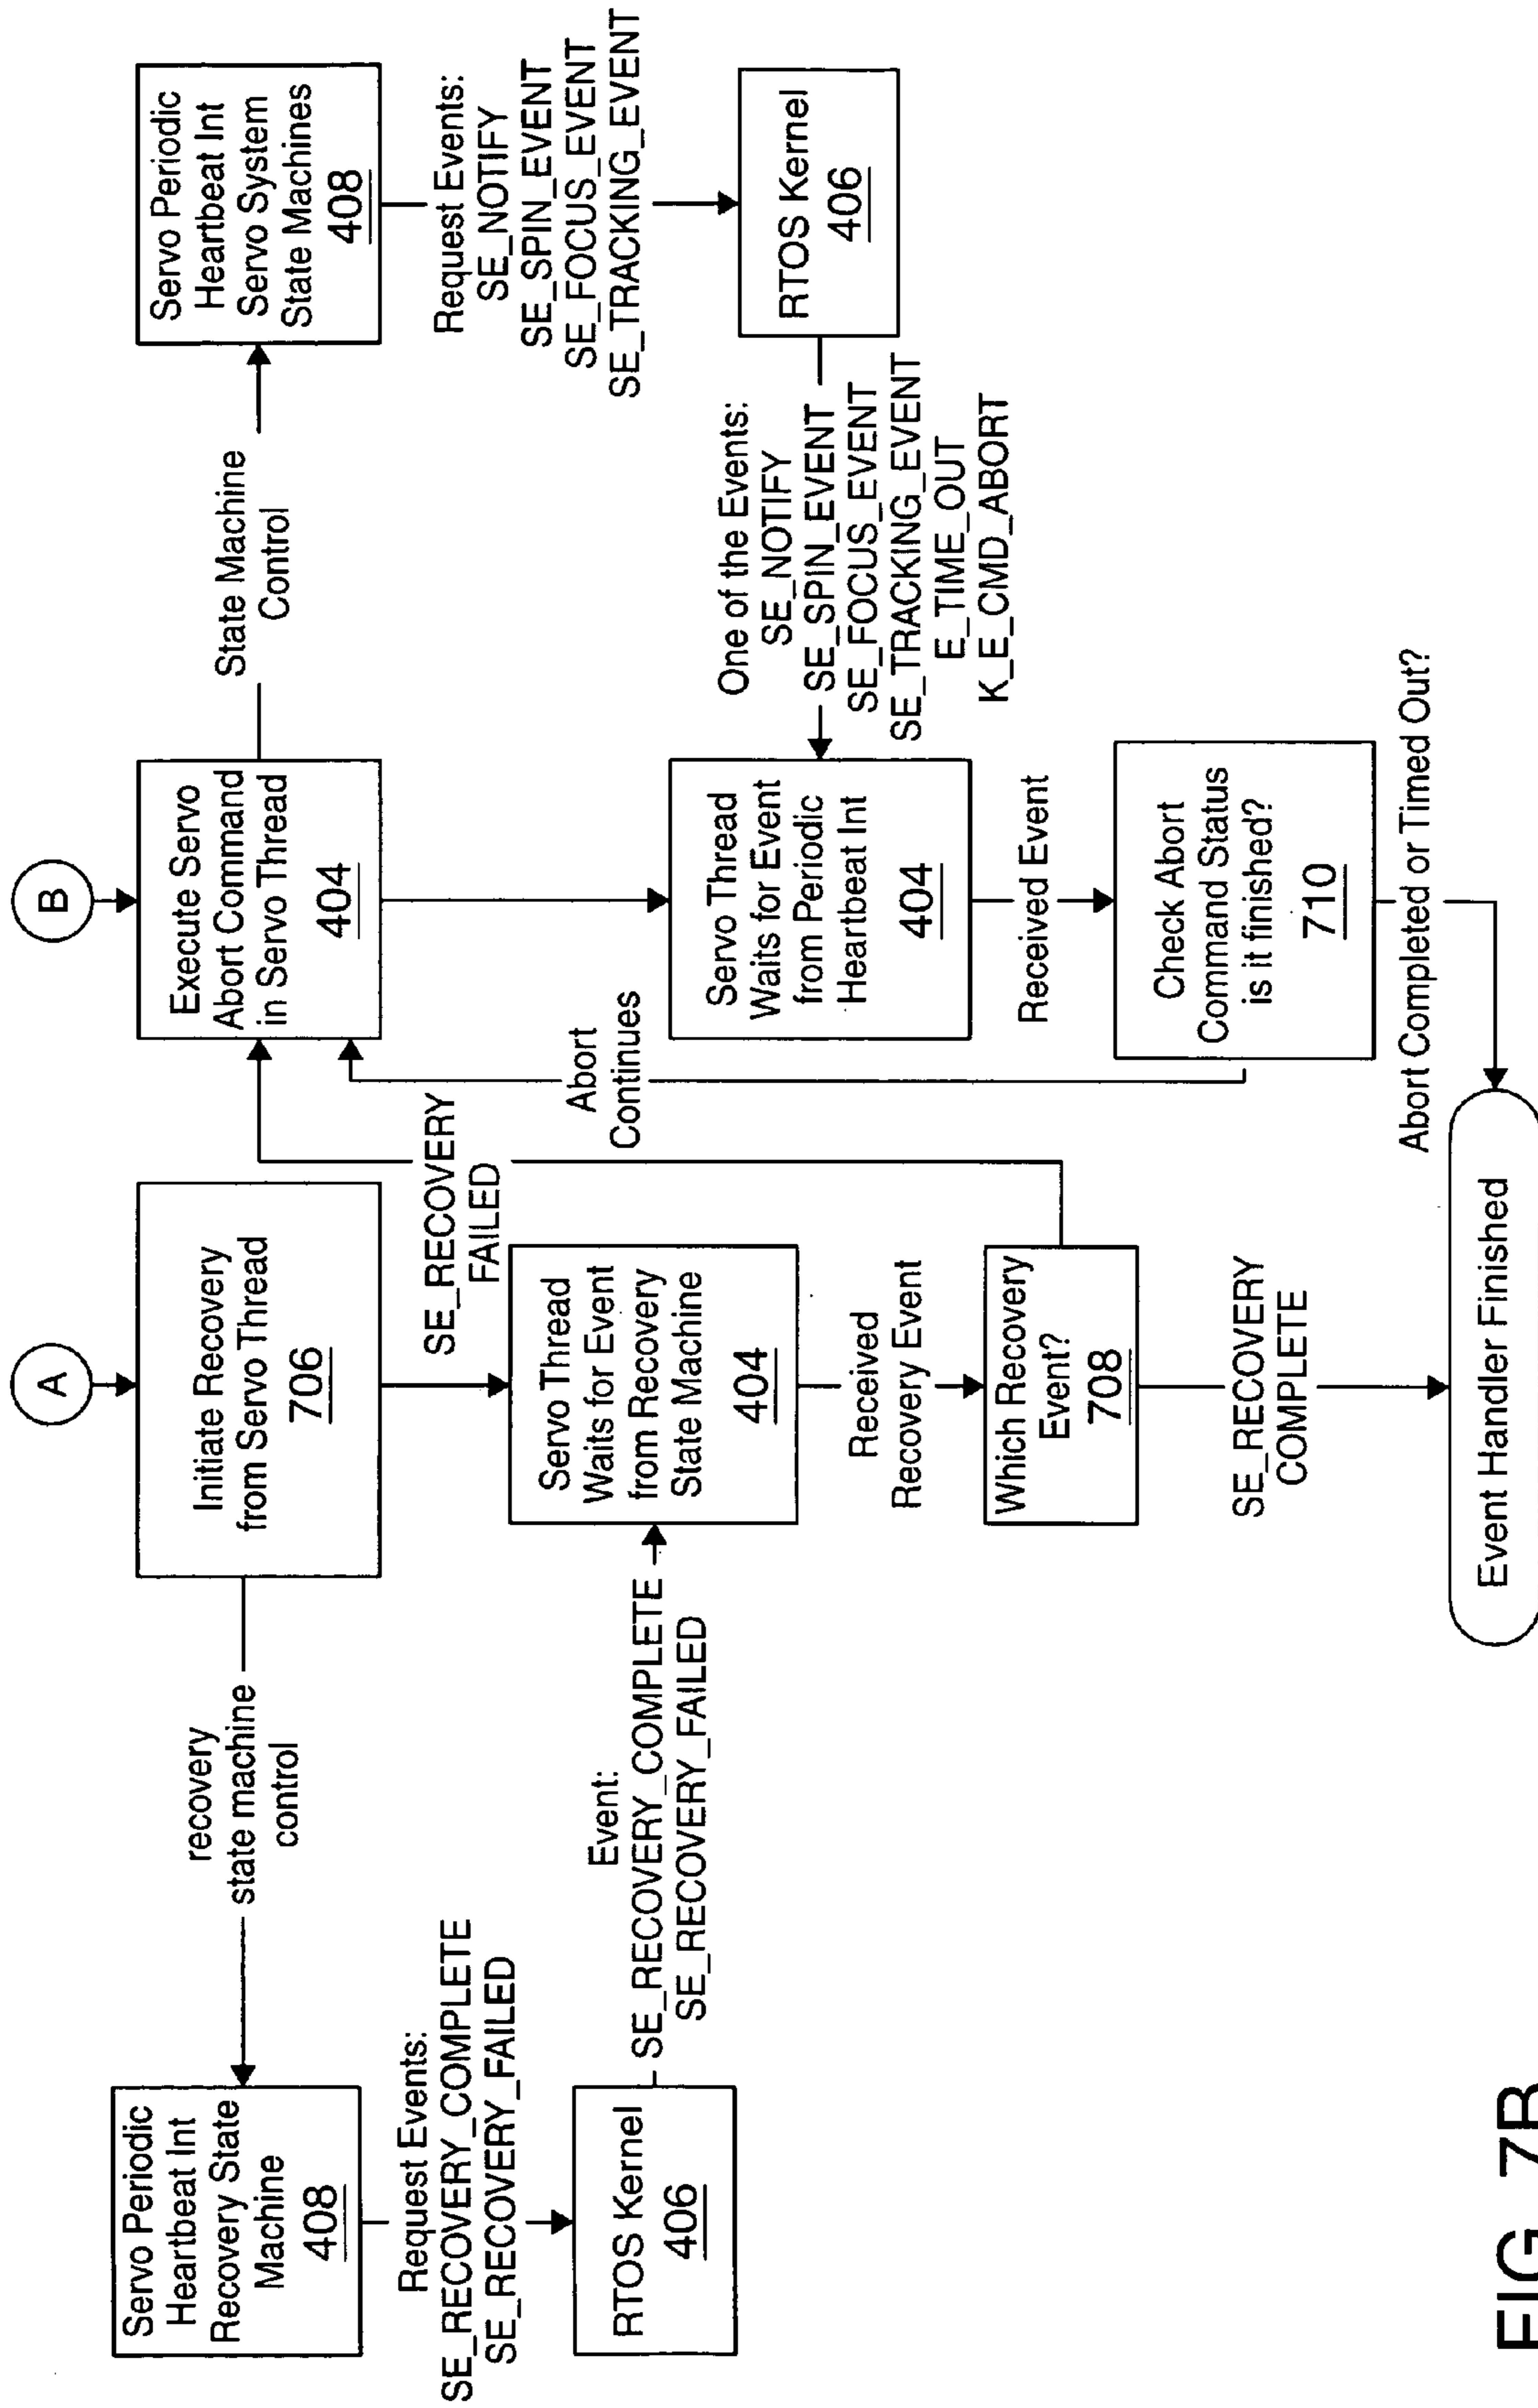 A
B
Servo Periodic
Heartbeat Int
Recovery State
Machine
408
recovery
state machine
control
Initiate Recovery
from Servo Thread
706
Execute Servo
Abort Command
in Servo Thread
404
State Machine
Control
Servo Periodic
Heartbeat Int
Servo System
State Machines
408
Request Events:
SE_RECOVERY_COMPLETE
SE_RECOVERY_FAILED
SE_RECOVERY
FAILED
Request Events:
SE_NOTIFY
SE_SPIN_EVENT
SE_FOCUS_EVENT
SE_TRACKING_EVENT
RTOS Kernel
406
Event:
SE_RECOVERY_COMPLETE
SE_RECOVERY_FAILED
Servo Thread
Waits for Event
from Recovery
State Machine
404
Abort
Continues
Servo Thread
Waits for Event
from Periodic
Heartbeat Int
404
One of the Events:
SE_NOTIFY
SE_SPIN_EVENT
SE_FOCUS_EVENT
SE_TRACKING_EVENT
E_TIME_OUT
K_E_CMD_ABORT
RTOS Kernel
406
Received
Recovery Event
Received Event
Which Recovery
Event?
708
Check Abort
Command Status
is it finished?
710
SE_RECOVERY
COMPLETE
Abort Completed or Timed Out?
Event Handler Finished
FIG. 7B